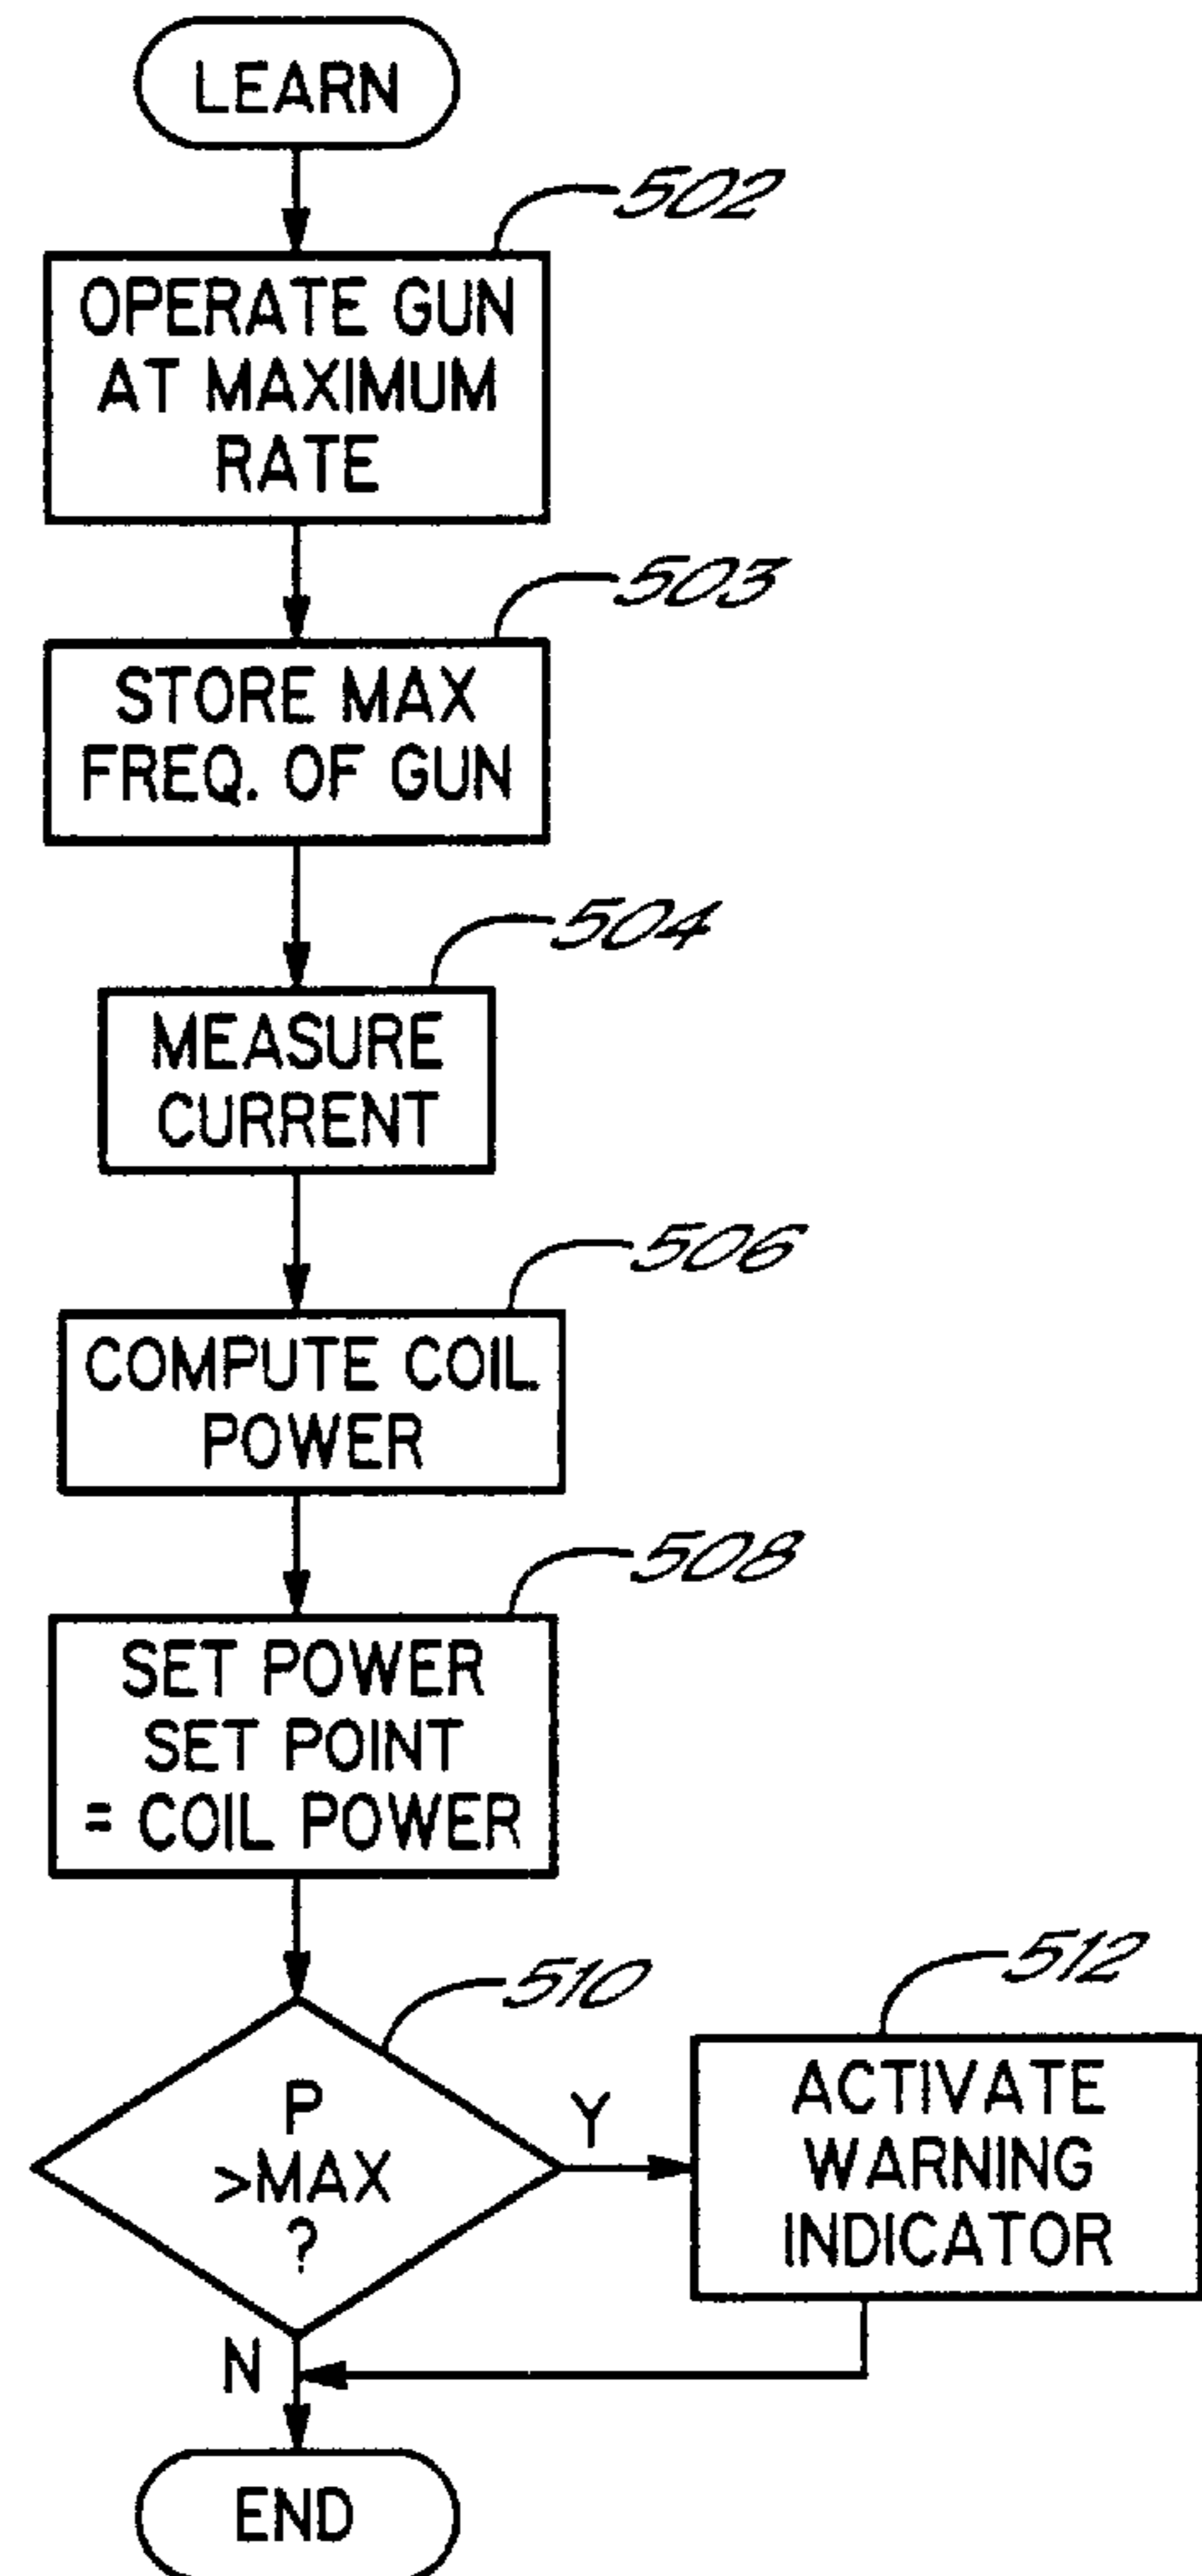 LEARN
502
OPERATE GUN
AT MAXIMUM
RATE
503
STORE MAX
FREQ. OF GUN
504
MEASURE
CURRENT
506
COMPUTE COIL
POWER
508
SET POWER
SET POINT
= COIL POWER
510
P
>MAX
?
Y
512
ACTIVATE
WARNING
INDICATOR
N
END